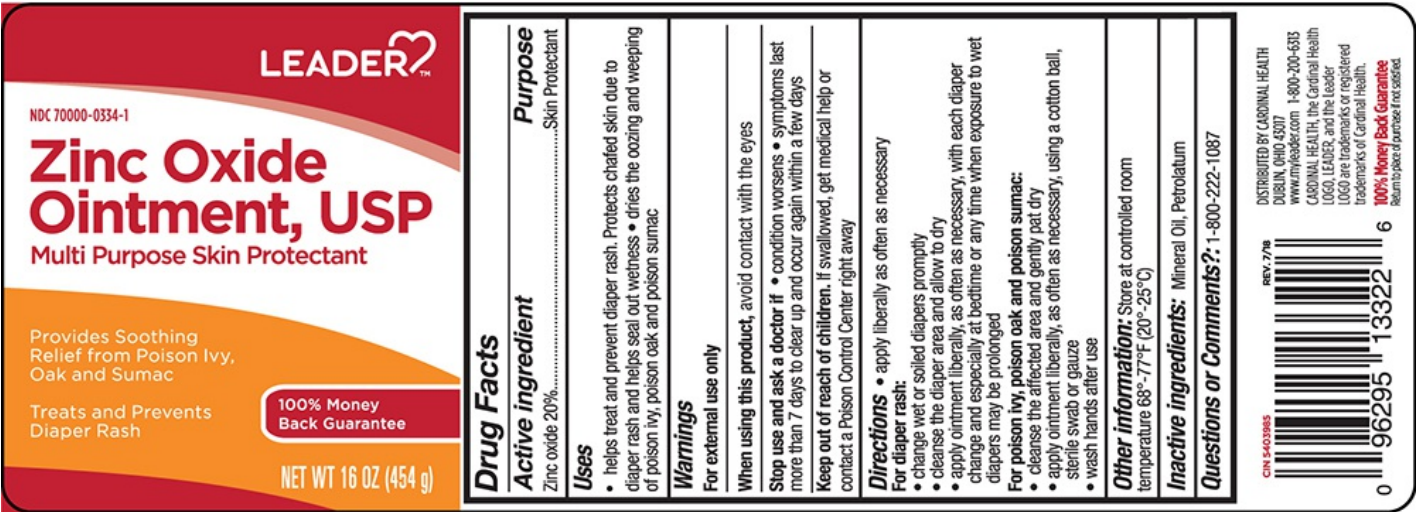 LEADER™
NDC 70000-0334-1
Zinc Oxide
Ointment, USP
Multi Purpose Skin Protectant
Provides Soothing
Relief from Poison Ivy,
Oak and Sumac
Treats and Prevents
Diaper Rash
100% Money
Back Guarantee
NET WT 16 OZ (454 g)
Drug Facts
Active ingredient Purpose
Zinc oxide 20%..........................................................Skin Protectant
Uses
• helps treat and prevent diaper rash. Protects chafed skin due to
diaper rash and helps seal out wetness • dries the oozing and weeping
of poison ivy, poison oak and poison sumac
Warnings
For external use only
When using this product, avoid contact with the eyes
Stop use and ask a doctor if • condition worsens • symptoms last
more than 7 days to clear up and occur again within a few days
Keep out of reach of children. If swallowed, get medical help or
contact a Poison Control Center right away
Directions • apply liberally as often as necessary
For diaper rash:
• change wet or soiled diapers promptly
• cleanse the diaper area and allow to dry
• apply ointment liberally, as often as necessary, with each diaper
change and especially at bedtime or any time when exposure to wet
diapers may be prolonged
For poison ivy, poison oak and poison sumac:
• cleanse the affected area and gently pat dry
• apply ointment liberally, as often as necessary, using a cotton ball,
sterile swab or gauze
• wash hands after use
Other information: Store at controlled room
temperature 68°-77°F (20°-25°C)
Inactive ingredients: Mineral Oil, Petrolatum
Questions or Comments?: 1-800-222-1087
DISTRIBUTED BY CARDINAL HEALTH
DUBLIN, OHIO 43017
www.myleader.com 1-800-200-6313
CARDINAL HEALTH, the Cardinal Health
LOGO, LEADER, and the Leader
LOGO are trademarks or registered
trademarks of Cardinal Health.
100% Money Back Guarantee
Return to place of purchase if not satisfied.
REV. 7/18
CIN 5403985
0 96295 13322 6